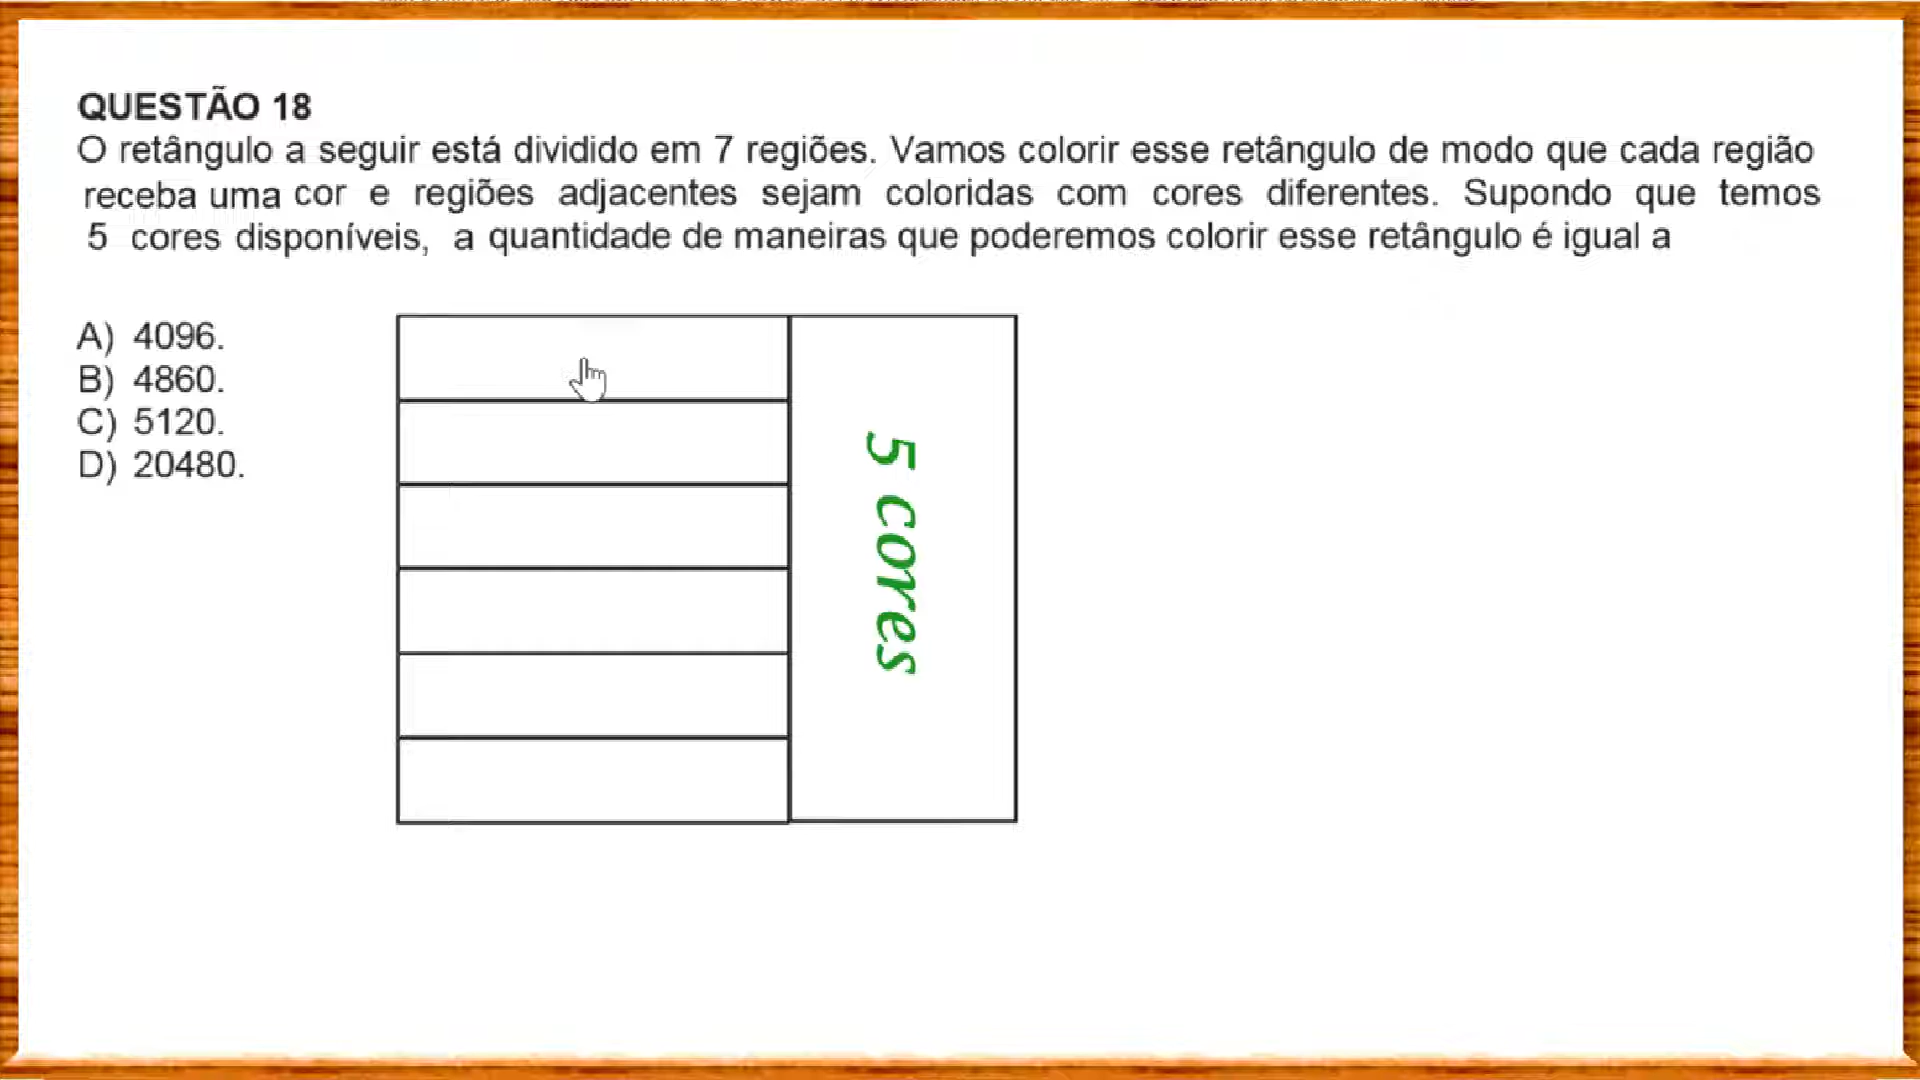 QUESTÃO 18
O retângulo a seguir está dividido em 7 regiões. Vamos colorir esse retângulo de modo que cada região
receba uma cor e regiões adjacentes sejam coloridas com cores diferentes. Supondo que temos
5 cores disponíveis, a quantidade de maneiras que poderemos colorir esse retângulo é igual a
A) 4096.
B) 4860.
C) 5120.
D) 20480.
5 cores